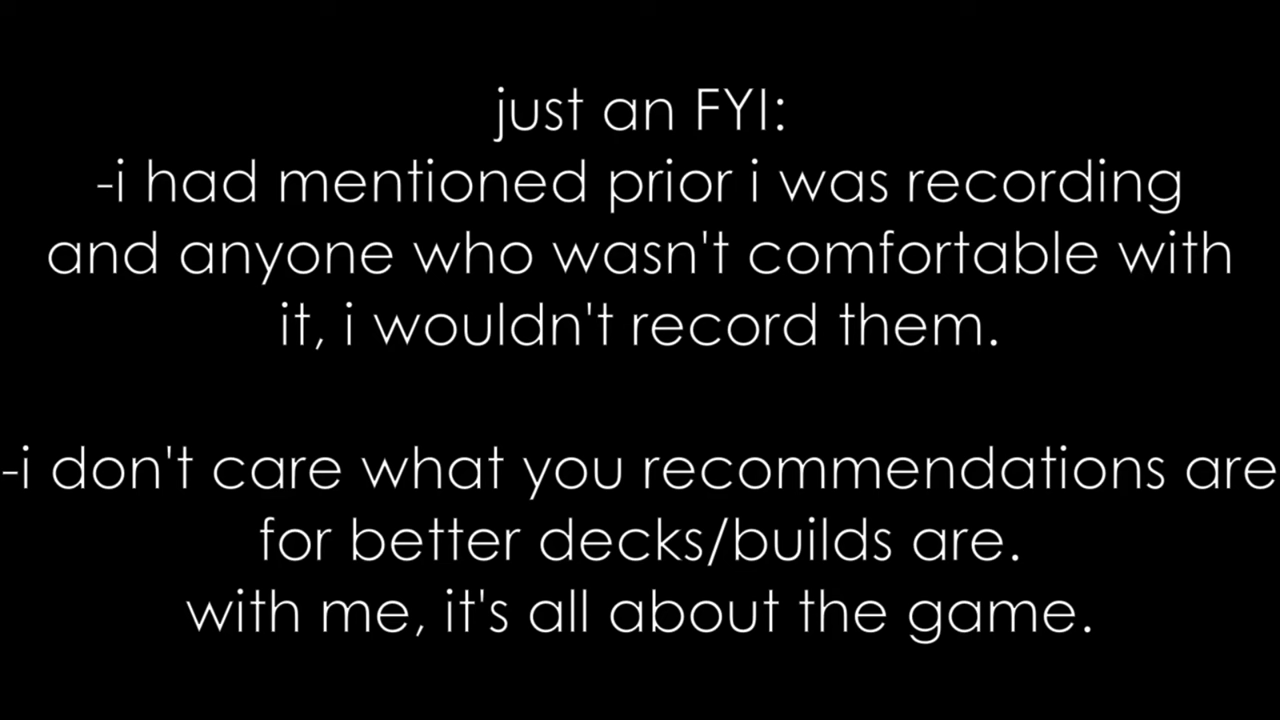 just an FYI:
-i had mentioned prior i was recording
and anyone who wasn't comfortable with
it, i wouldn't record them.
-i don't care what you recommendations are
for better decks/builds are.
with me, it's all about the game.